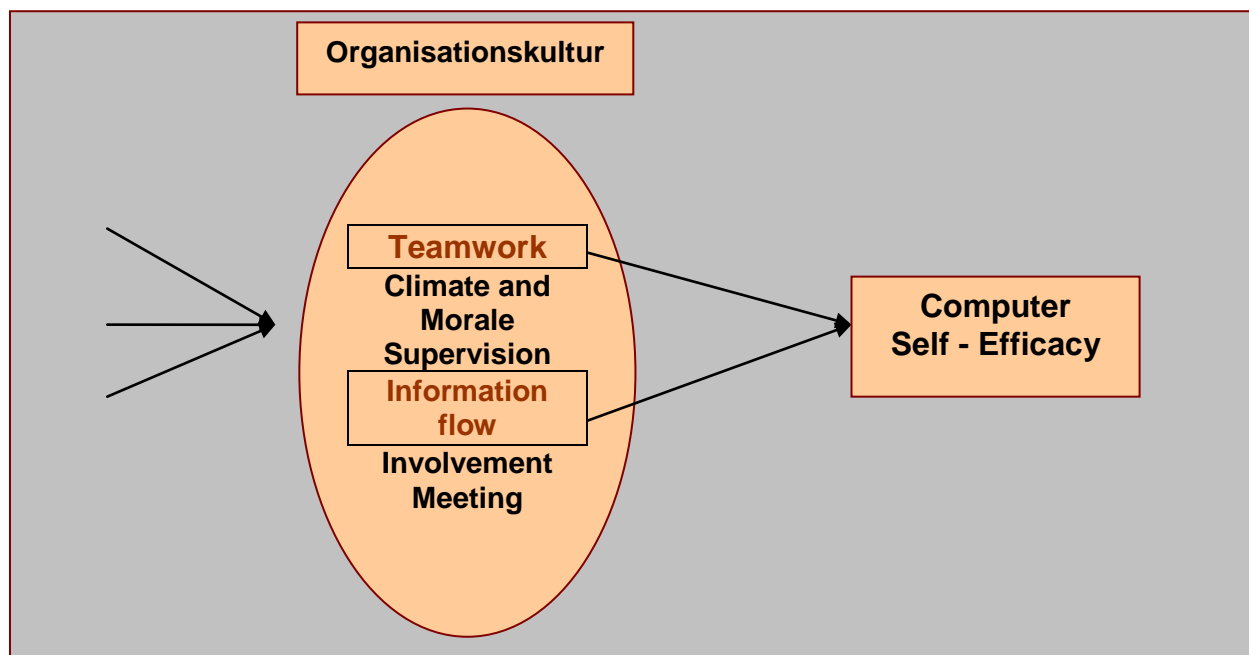 Organisationskultur
Teamwork
Climate and
Morale
Supervision
Information
flow
Involvement
Meeting
Computer
Self - Efficacy